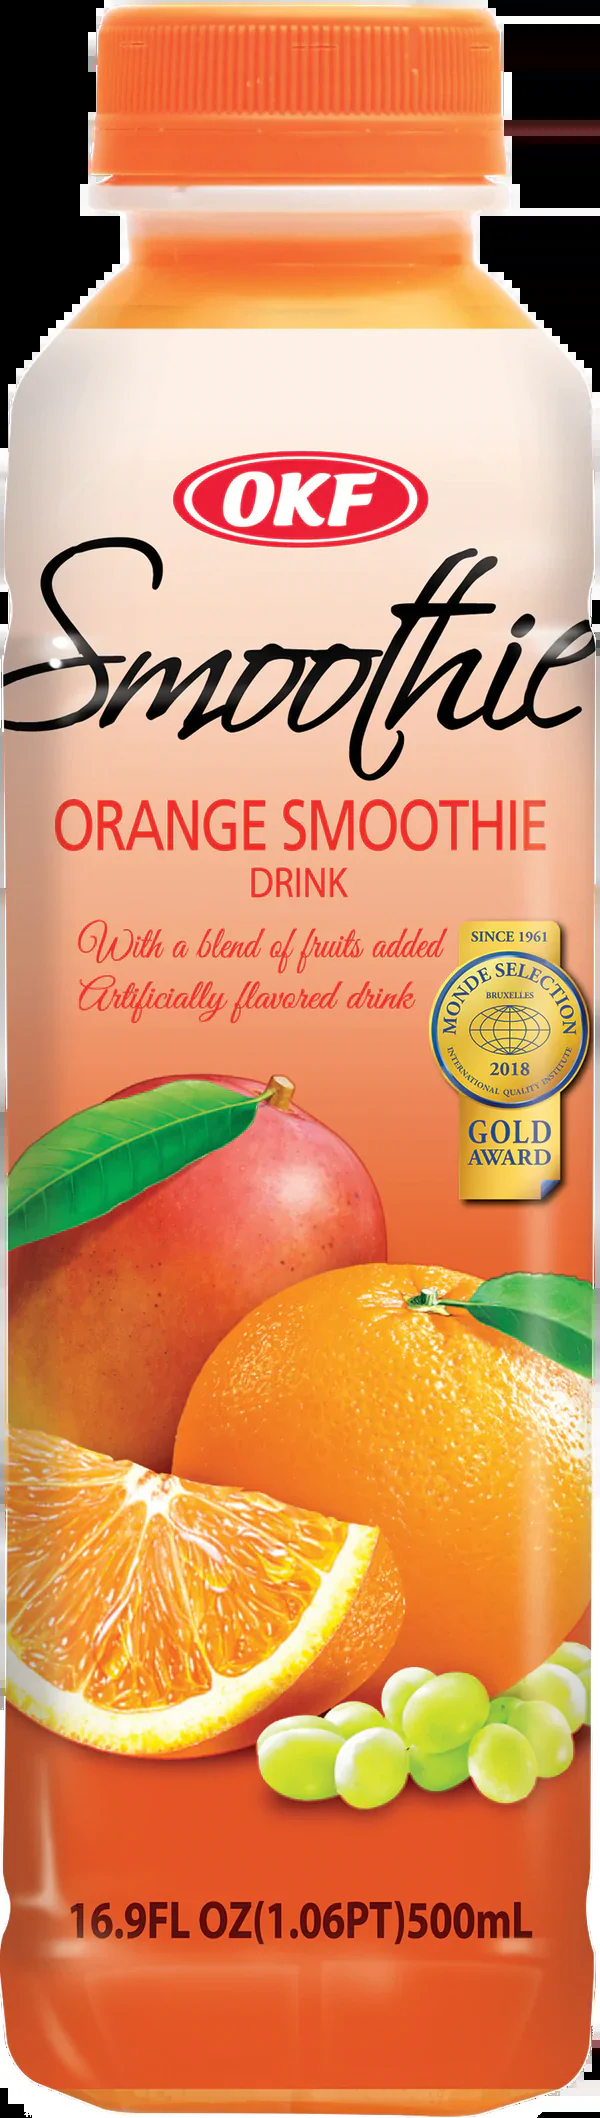 OKF
Smoothie
ORANGE SMOOTHIE
DRINK
With a blend of fruits added
Artificially flavored drink
SINCE 1961
MONDE SELECTION
BRUXELLES
INTERNATIONAL QUALITY INSTITUTE
2018
GOLD
AWARD
16.9FL OZ(1.06PT)500mL